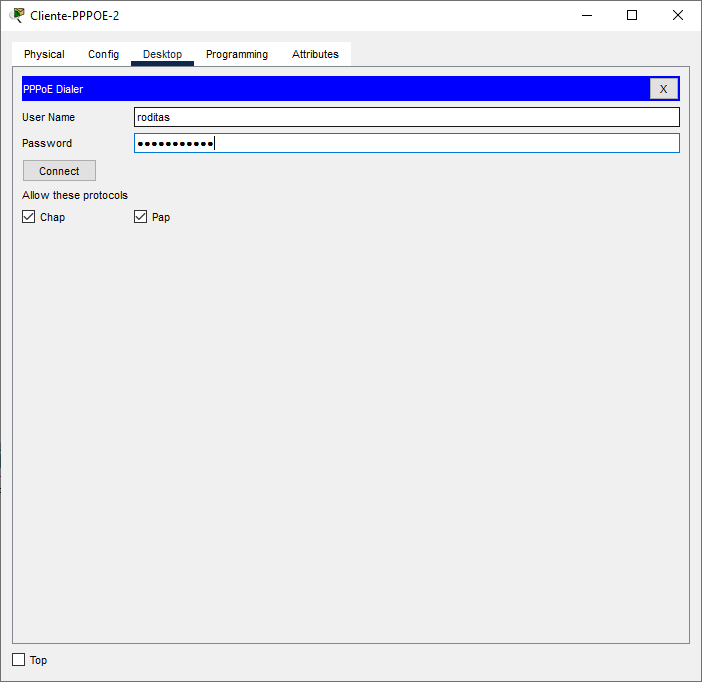 Cliente-PPPOE-2
Physical Config Desktop Programming Attributes
PPPoE Dialer X
User Name roditas
Password ●●●●●●●●●●●
Connect
Allow these protocols
Chap Pap
Top